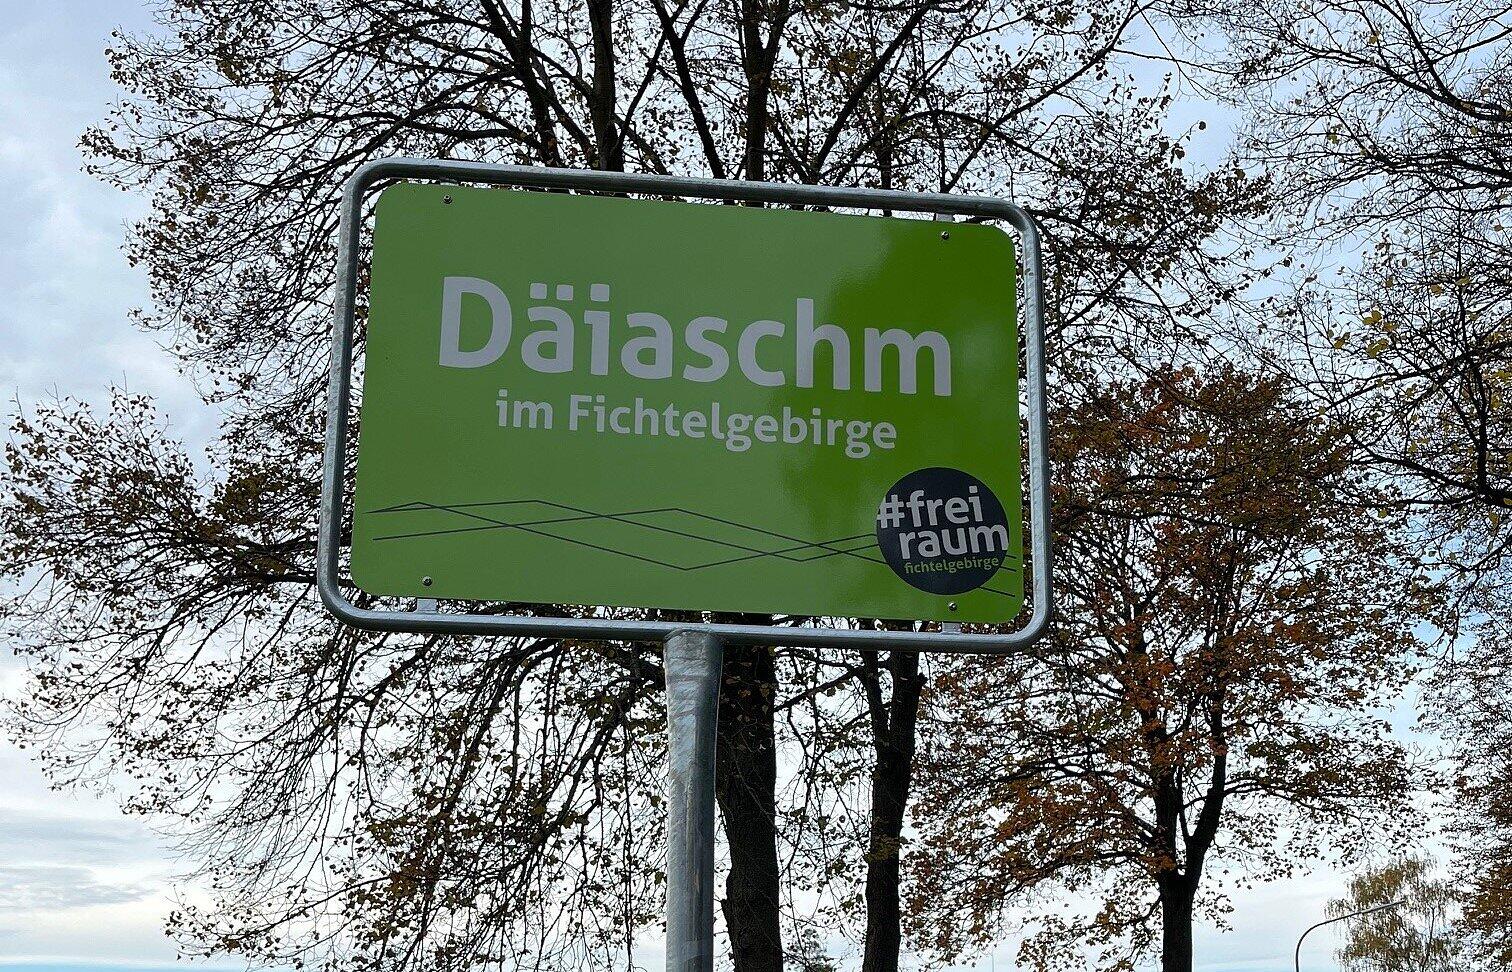 Däiaschm
im Fichtelgebirge
#frei
raum
fichtelgebirge